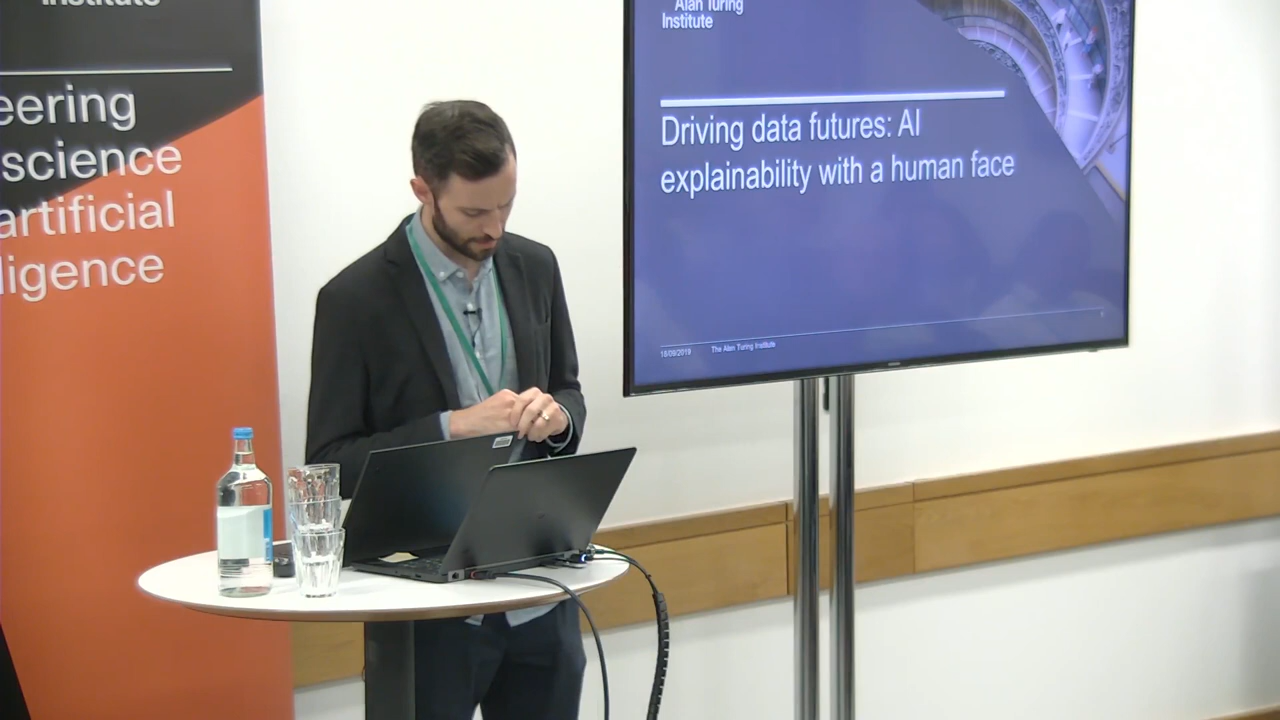 Institute
eering
science
artificial
ligence
Alan Turing
Institute
Driving data futures: AI
explainability with a human face
18/09/2019 The Alan Turing Institute